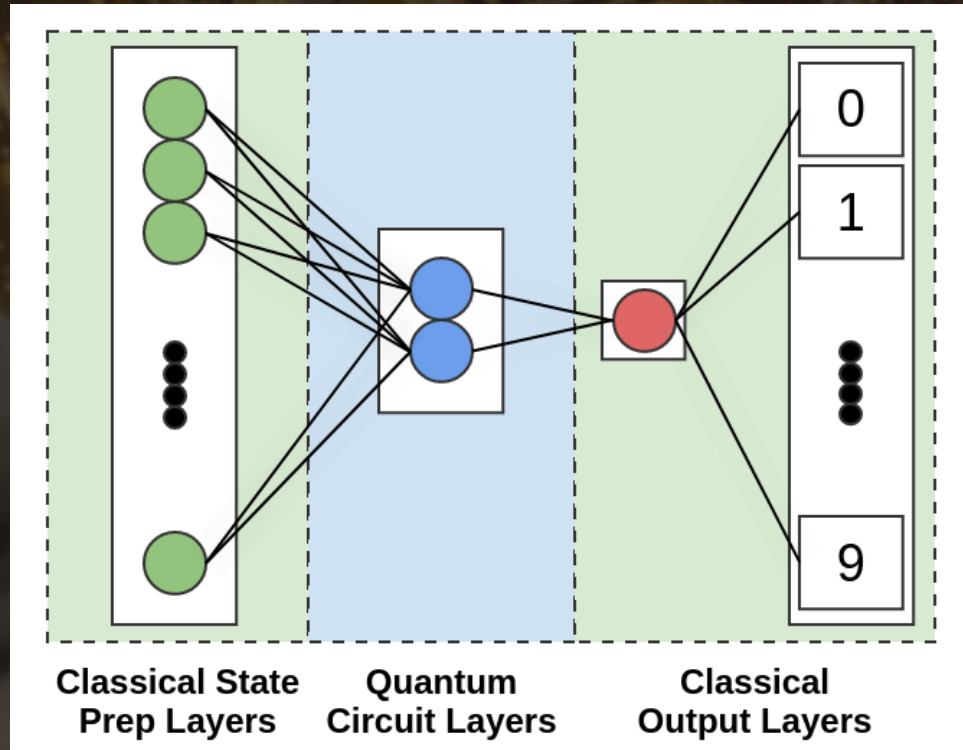 0
1
9
Classical State
Prep Layers
Quantum
Circuit Layers
Classical
Output Layers